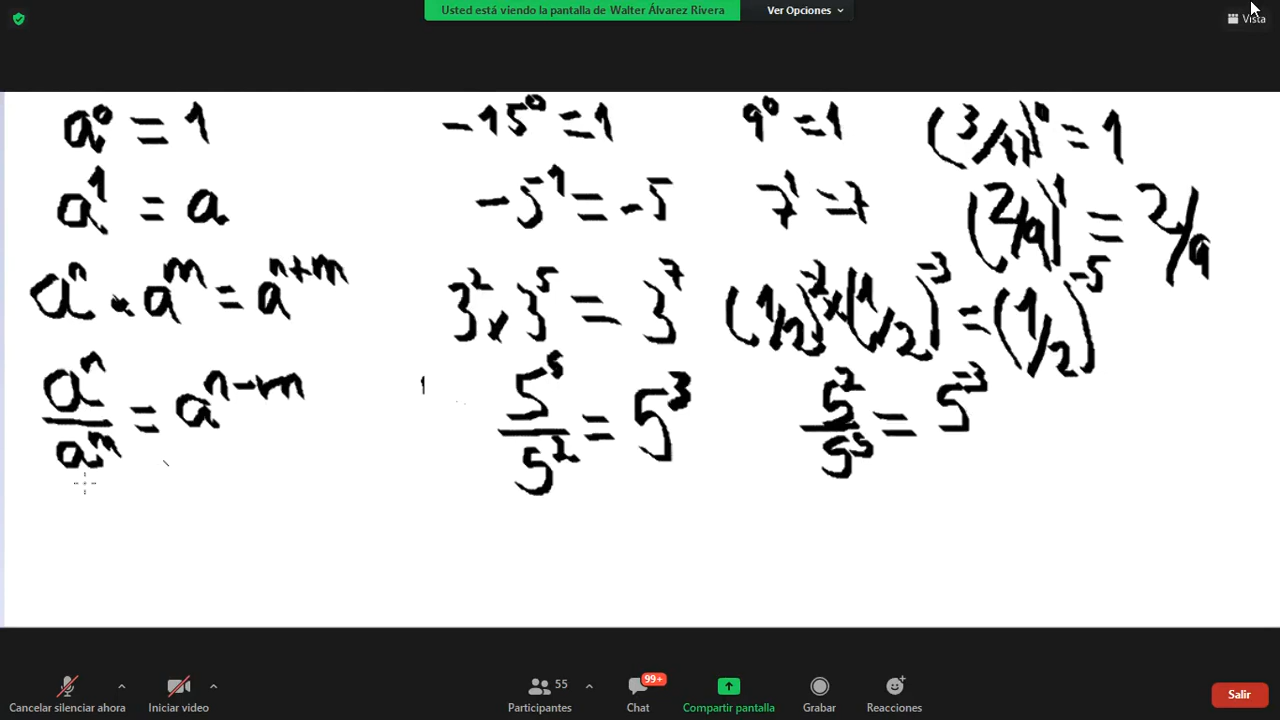 Usted está viendo la pantalla de Walter Álvarez Rivera Ver Opciones
Vista
a⁰ = 1 -15⁰ = 1 9⁰ = 1 (3/17)⁰ = 1
a¹ = a -5¹ = -5 7¹ = 7 (2/9)¹ = 2/9
aⁿ · aᵐ = aⁿ⁺ᵐ 3² x 3⁵ = 3⁷ (1/2)⁻² x (1/2)⁻³ = (1/2)⁻⁵
aⁿ/aᵐ = aⁿ⁻ᵐ 5⁵/5² = 5³ 5²/5⁵ = 5⁻³
Cancelar silenciar ahora Iniciar video 55 Participantes 99+ Chat Compartir pantalla Grabar Reacciones Salir